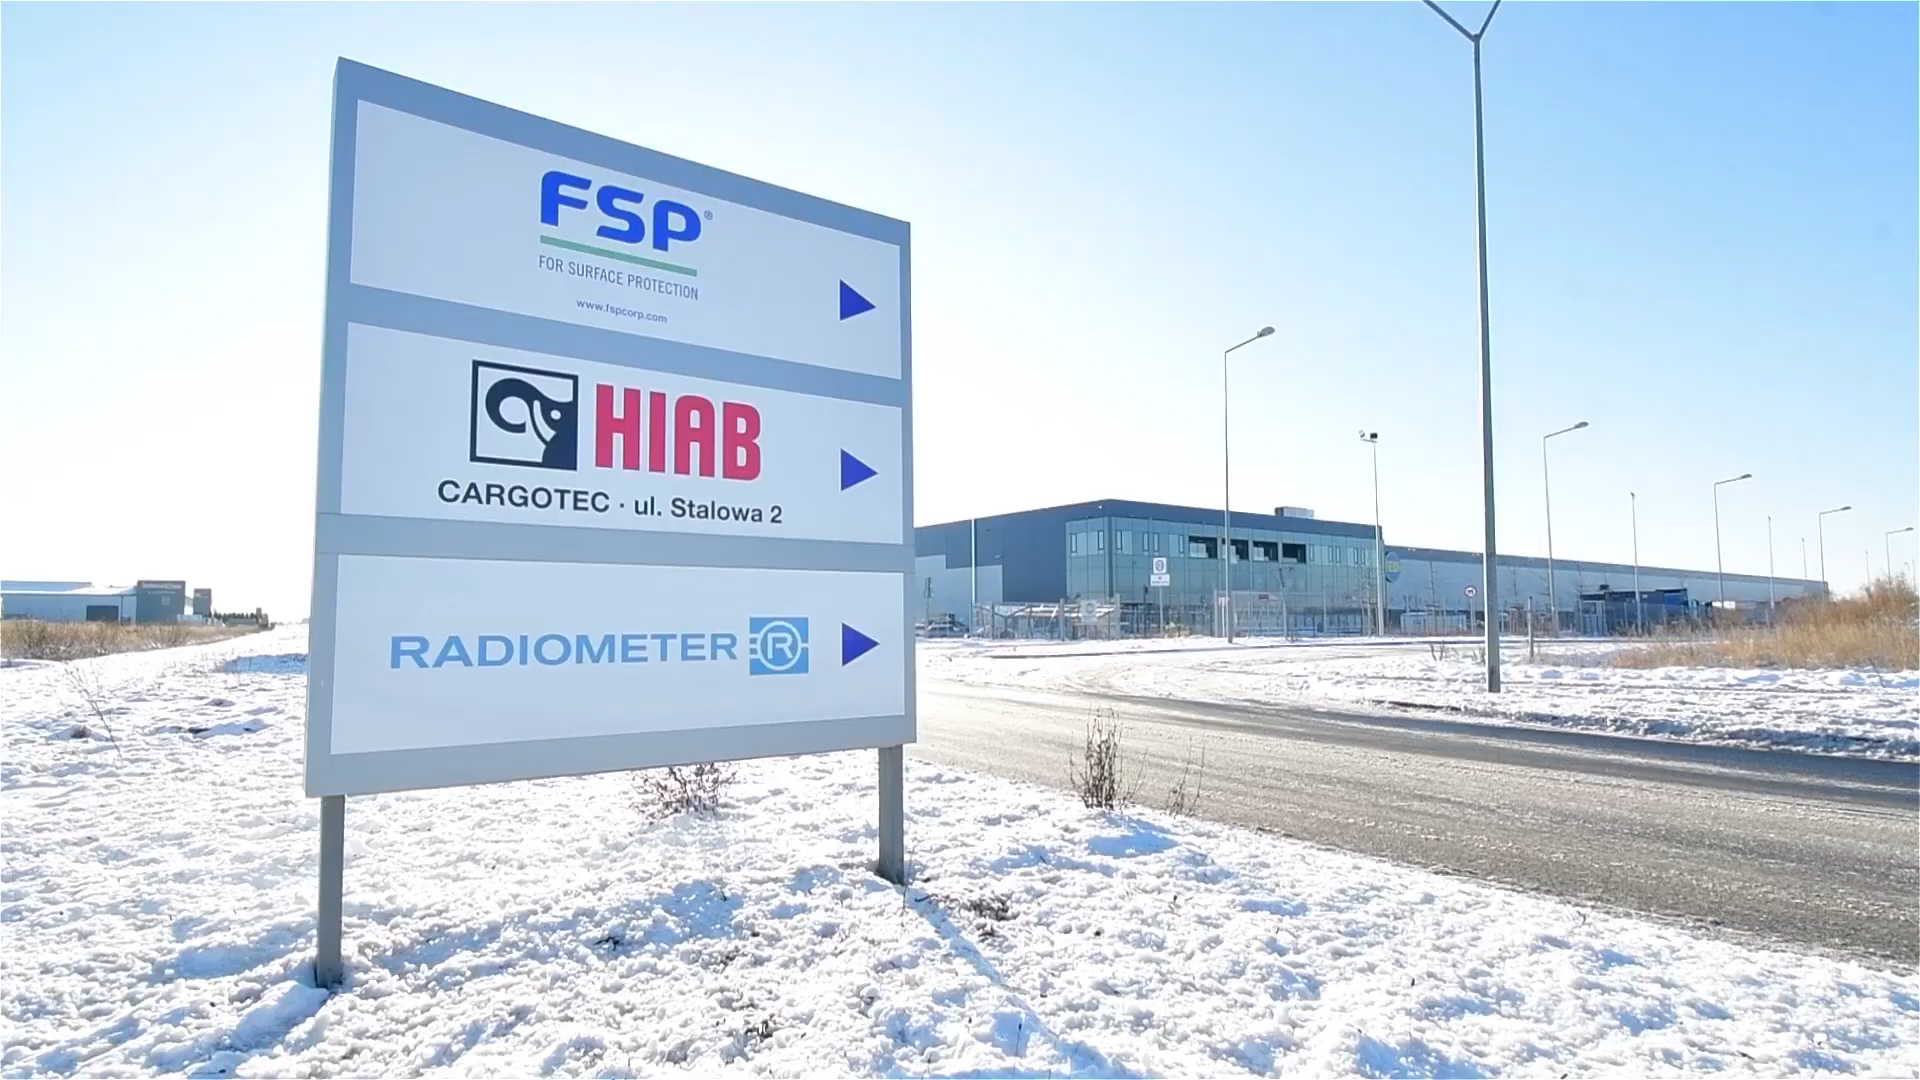 FSP®
FOR SURFACE PROTECTION
www.fspcorp.com
HIAB
CARGOTEC · ul. Stalowa 2
RADIOMETER R